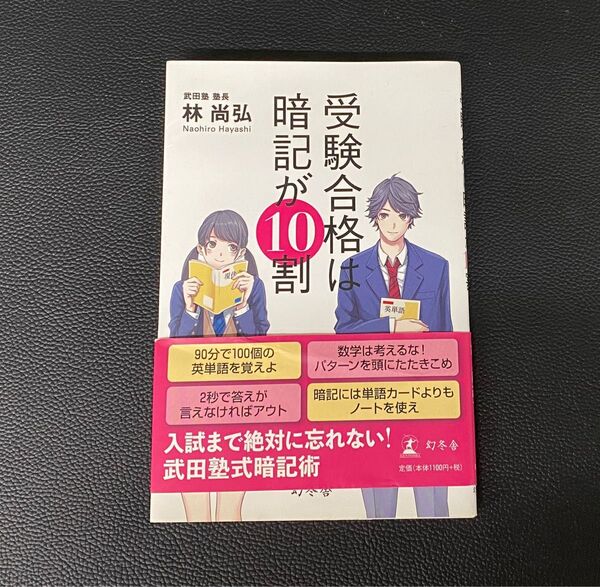 受験合格は
暗記が
10
割
武田塾 塾長
林 尚弘
Naohiro Hayashi
英単語
90分で100個の
英単語を覚えよ
数学は考えるな!
パターンを頭にたたきこめ
2秒で答えが
言えなければアウト
暗記には単語カードよりも
ノートを使え
入試まで絶対に忘れない!
武田塾式暗記術
幻冬舎
定価(本体1100円+税)
幻冬舎